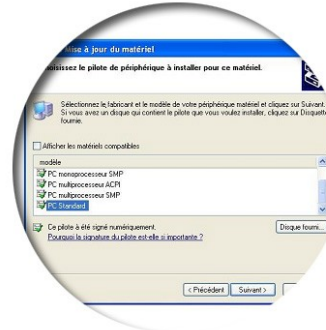 Mise à jour du matériel
Choisissez le pilote de périphérique à installer pour ce matériel.
Sélectionnez le fabricant et le modèle de votre périphérique matériel et cliquez sur Suivant.
Si vous avez un disque qui contient le pilote que vous voulez installer, cliquez sur Disquette
fournie.
Afficher les matériels compatibles
modèle
PC monoprocesseur SMP
PC multiprocesseur ACPI
PC multiprocesseur SMP
PC Standard
Ce pilote a été signé numériquement.
Disque fourni...
Pourquoi la signature du pilote est-elle si importante ?
< Précédent
Suivant >